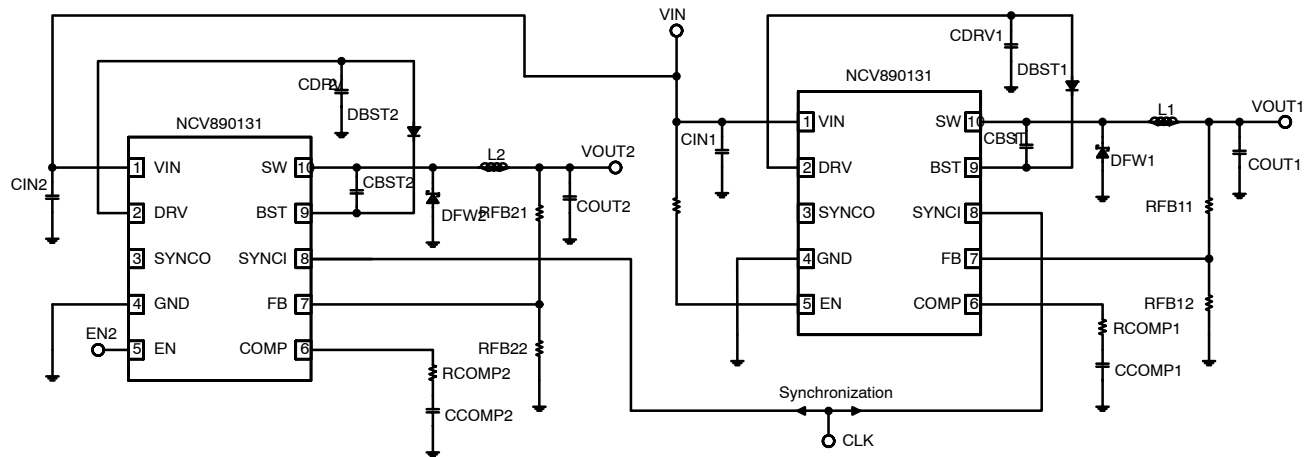 VIN
CDRV1
DBST1
NCV890131
1 VIN
SW 10
L1
VOUT1
CIN1
CBST1
COUT1
2 DRV
BST 9
DFW1
3 SYNCO
SYNCI 8
RFB11
4 GND
FB 7
5 EN
COMP 6
RFB12
RCOMP1
CCOMP1
CDRV2
DBST2
NCV890131
1 VIN
SW 10
L2
VOUT2
CIN2
CBST2
COUT2
2 DRV
BST 9
DFW2
RFB21
3 SYNCO
SYNCI 8
4 GND
FB 7
EN2
5 EN
COMP 6
RFB22
RCOMP2
CCOMP2
Synchronization
CLK